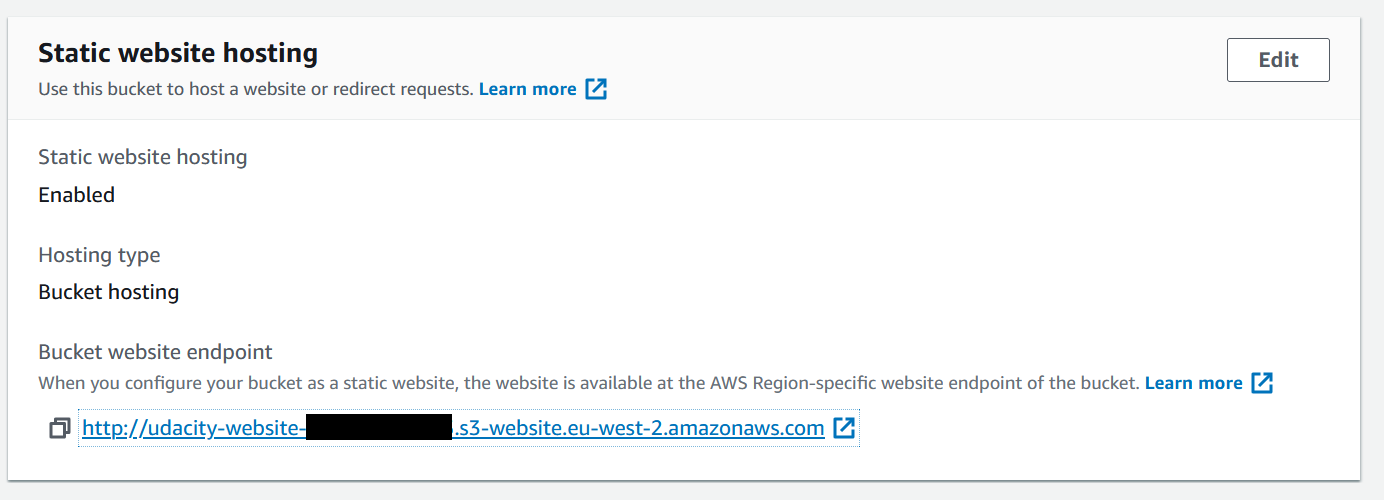 Static website hosting
Edit
Use this bucket to host a website or redirect requests. Learn more
Static website hosting
Enabled
Hosting type
Bucket hosting
Bucket website endpoint
When you configure your bucket as a static website, the website is available at the AWS Region-specific website endpoint of the bucket. Learn more
http://udacity-website- .s3-website.eu-west-2.amazonaws.com